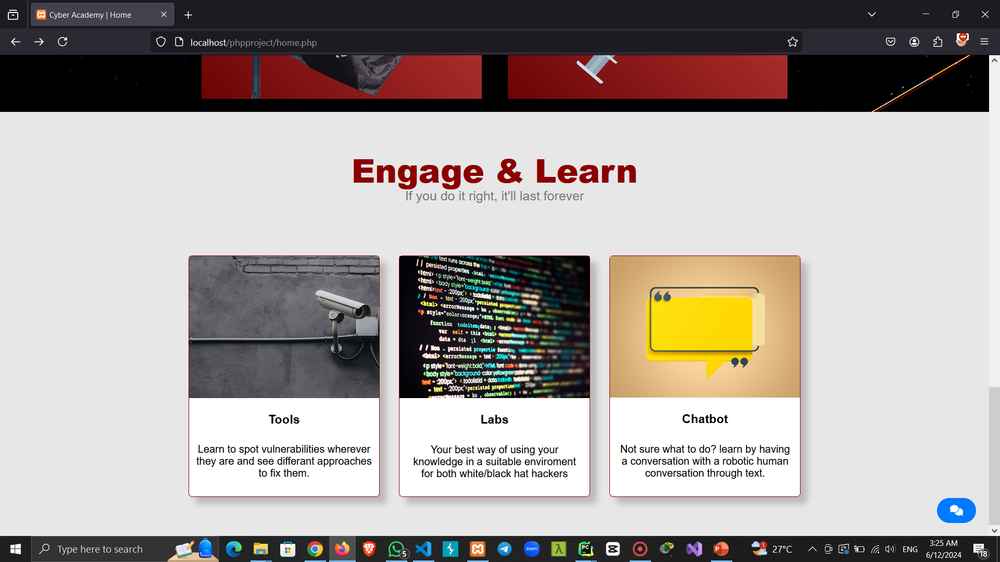 Cyber Academy | Home
localhost/phpproject/home.php
Engage & Learn
If you do it right, it'll last forever
Tools
Learn to spot vulnerabilities wherever
they are and see differant approaches
to fix them.
Labs
Your best way of using your
knowledge in a suitable enviroment
for both white/black hat hackers
Chatbot
Not sure what to do? learn by having
a conversation with a robotic human
conversation through text.
Type here to search
5
zoom
PC
P
1
27°C
ENG
3:25 AM
6/12/2024
18